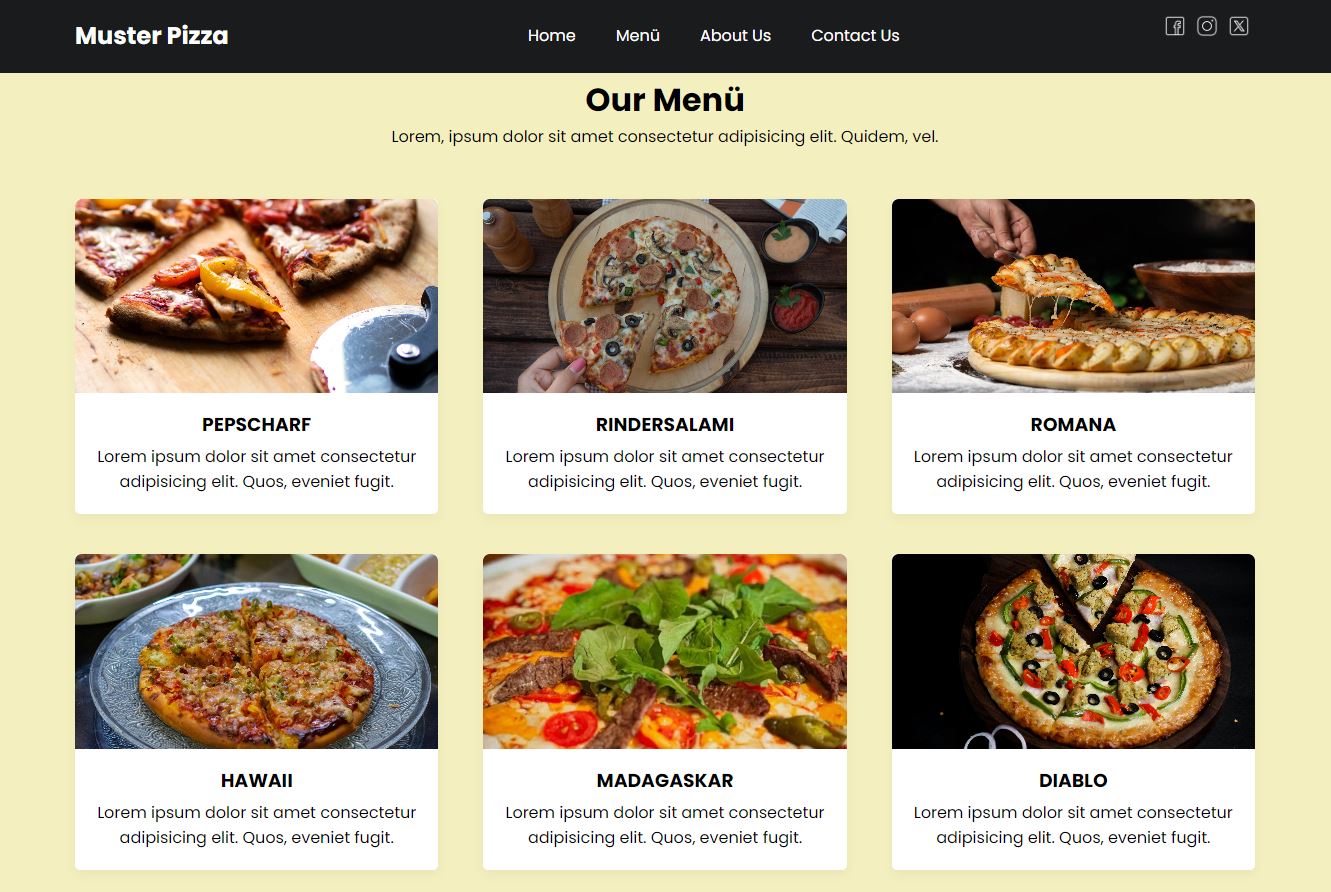 Muster Pizza
Home Menü About Us Contact Us
Our Menü
Lorem, ipsum dolor sit amet consectetur adipisicing elit. Quidem, vel.
PEPSCHARF
Lorem ipsum dolor sit amet consectetur
adipisicing elit. Quos, eveniet fugit.
RINDERSALAMI
Lorem ipsum dolor sit amet consectetur
adipisicing elit. Quos, eveniet fugit.
ROMANA
Lorem ipsum dolor sit amet consectetur
adipisicing elit. Quos, eveniet fugit.
HAWAII
Lorem ipsum dolor sit amet consectetur
adipisicing elit. Quos, eveniet fugit.
MADAGASKAR
Lorem ipsum dolor sit amet consectetur
adipisicing elit. Quos, eveniet fugit.
DIABLO
Lorem ipsum dolor sit amet consectetur
adipisicing elit. Quos, eveniet fugit.